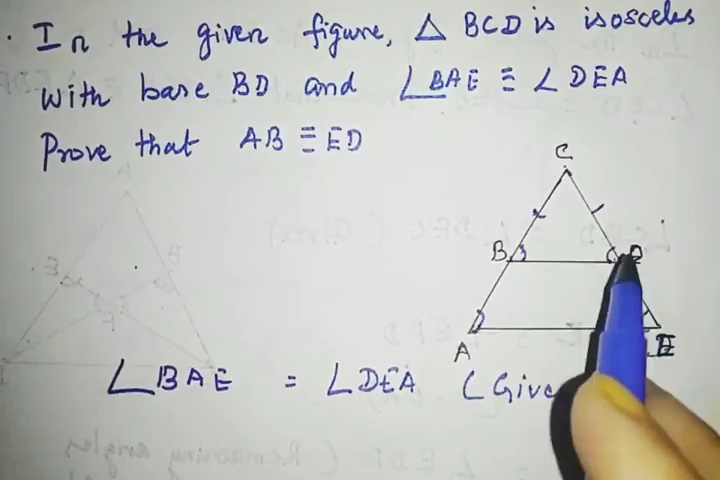 In the given figure, △ BCD is isosceles
with base BD and ∠BAE ≡ ∠DEA
Prove that AB ≡ ED
C
B D
A E
∠BAE = ∠DEA (Give